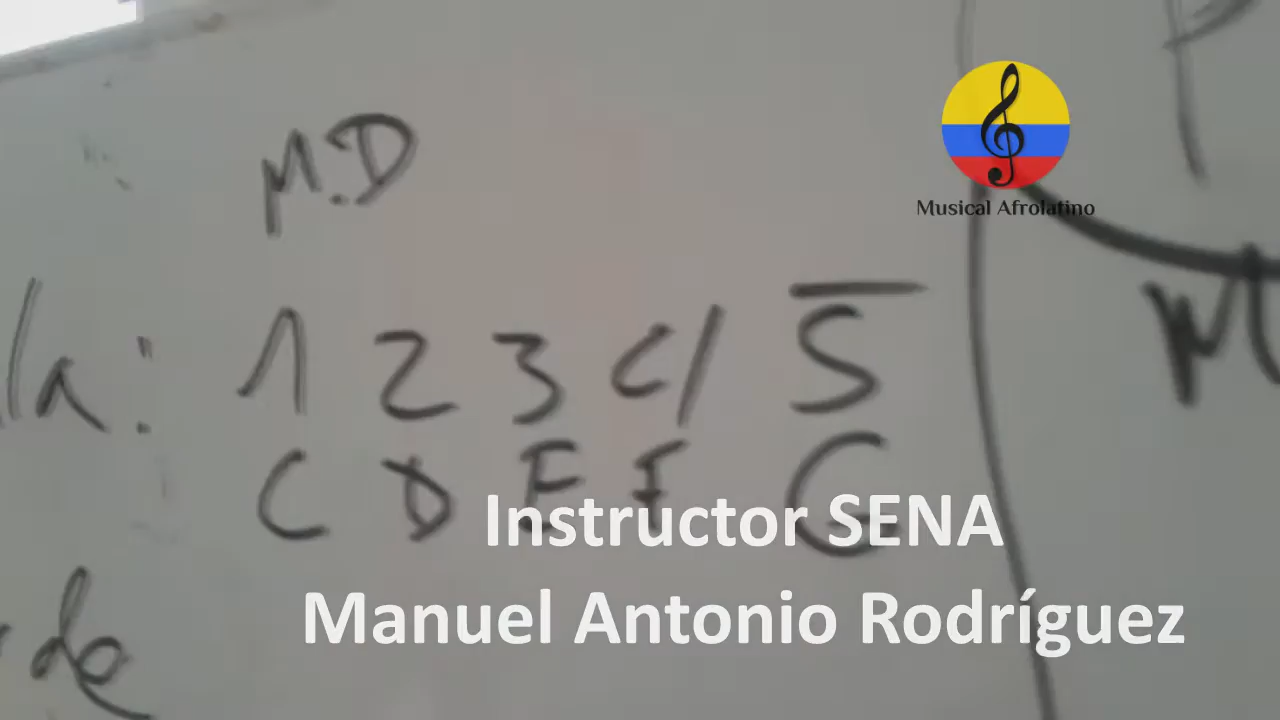 Musical Afrolatino
M.D
la: 1 2 3 4 5
C D E F G
Instructor SENA
Manuel Antonio Rodríguez